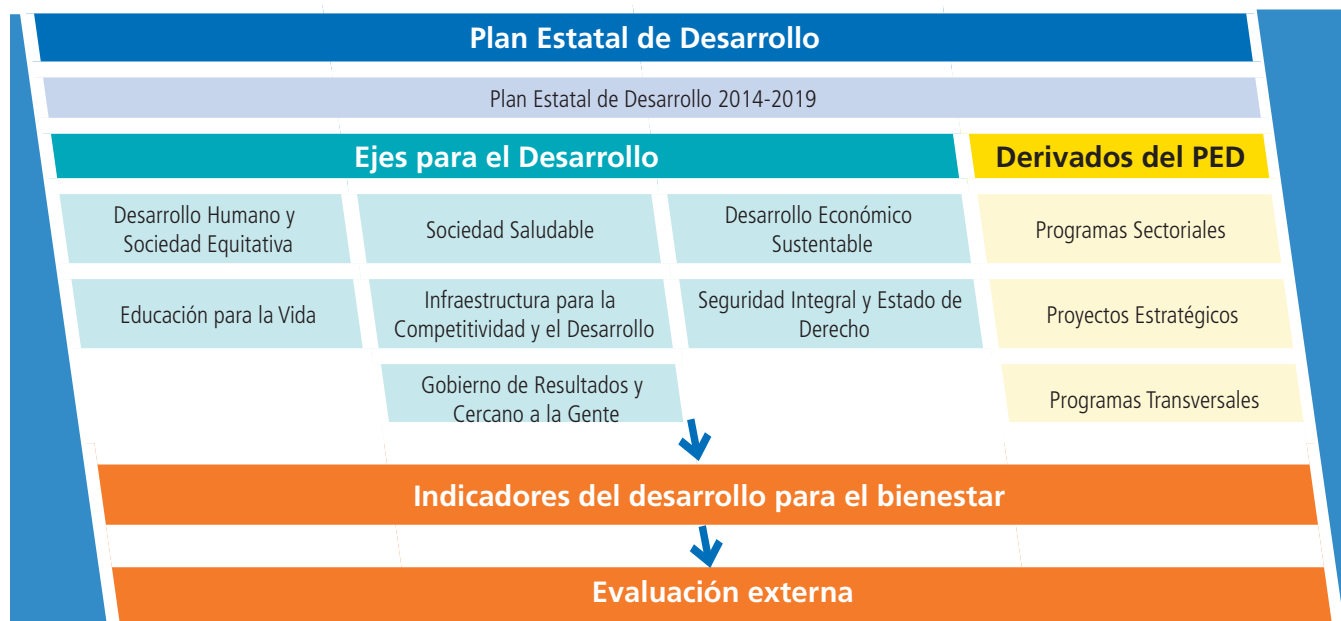 Plan Estatal de Desarrollo
Plan Estatal de Desarrollo 2014-2019
Ejes para el Desarrollo
Derivados del PED
Desarrollo Humano y
Sociedad Equitativa
Sociedad Saludable
Desarrollo Económico
Sustentable
Programas Sectoriales
Educación para la Vida
Infraestructura para la
Competitividad y el Desarrollo
Seguridad Integral y Estado de
Derecho
Proyectos Estratégicos
Gobierno de Resultados y
Cercano a la Gente
Programas Transversales
Indicadores del desarrollo para el bienestar
Evaluación externa